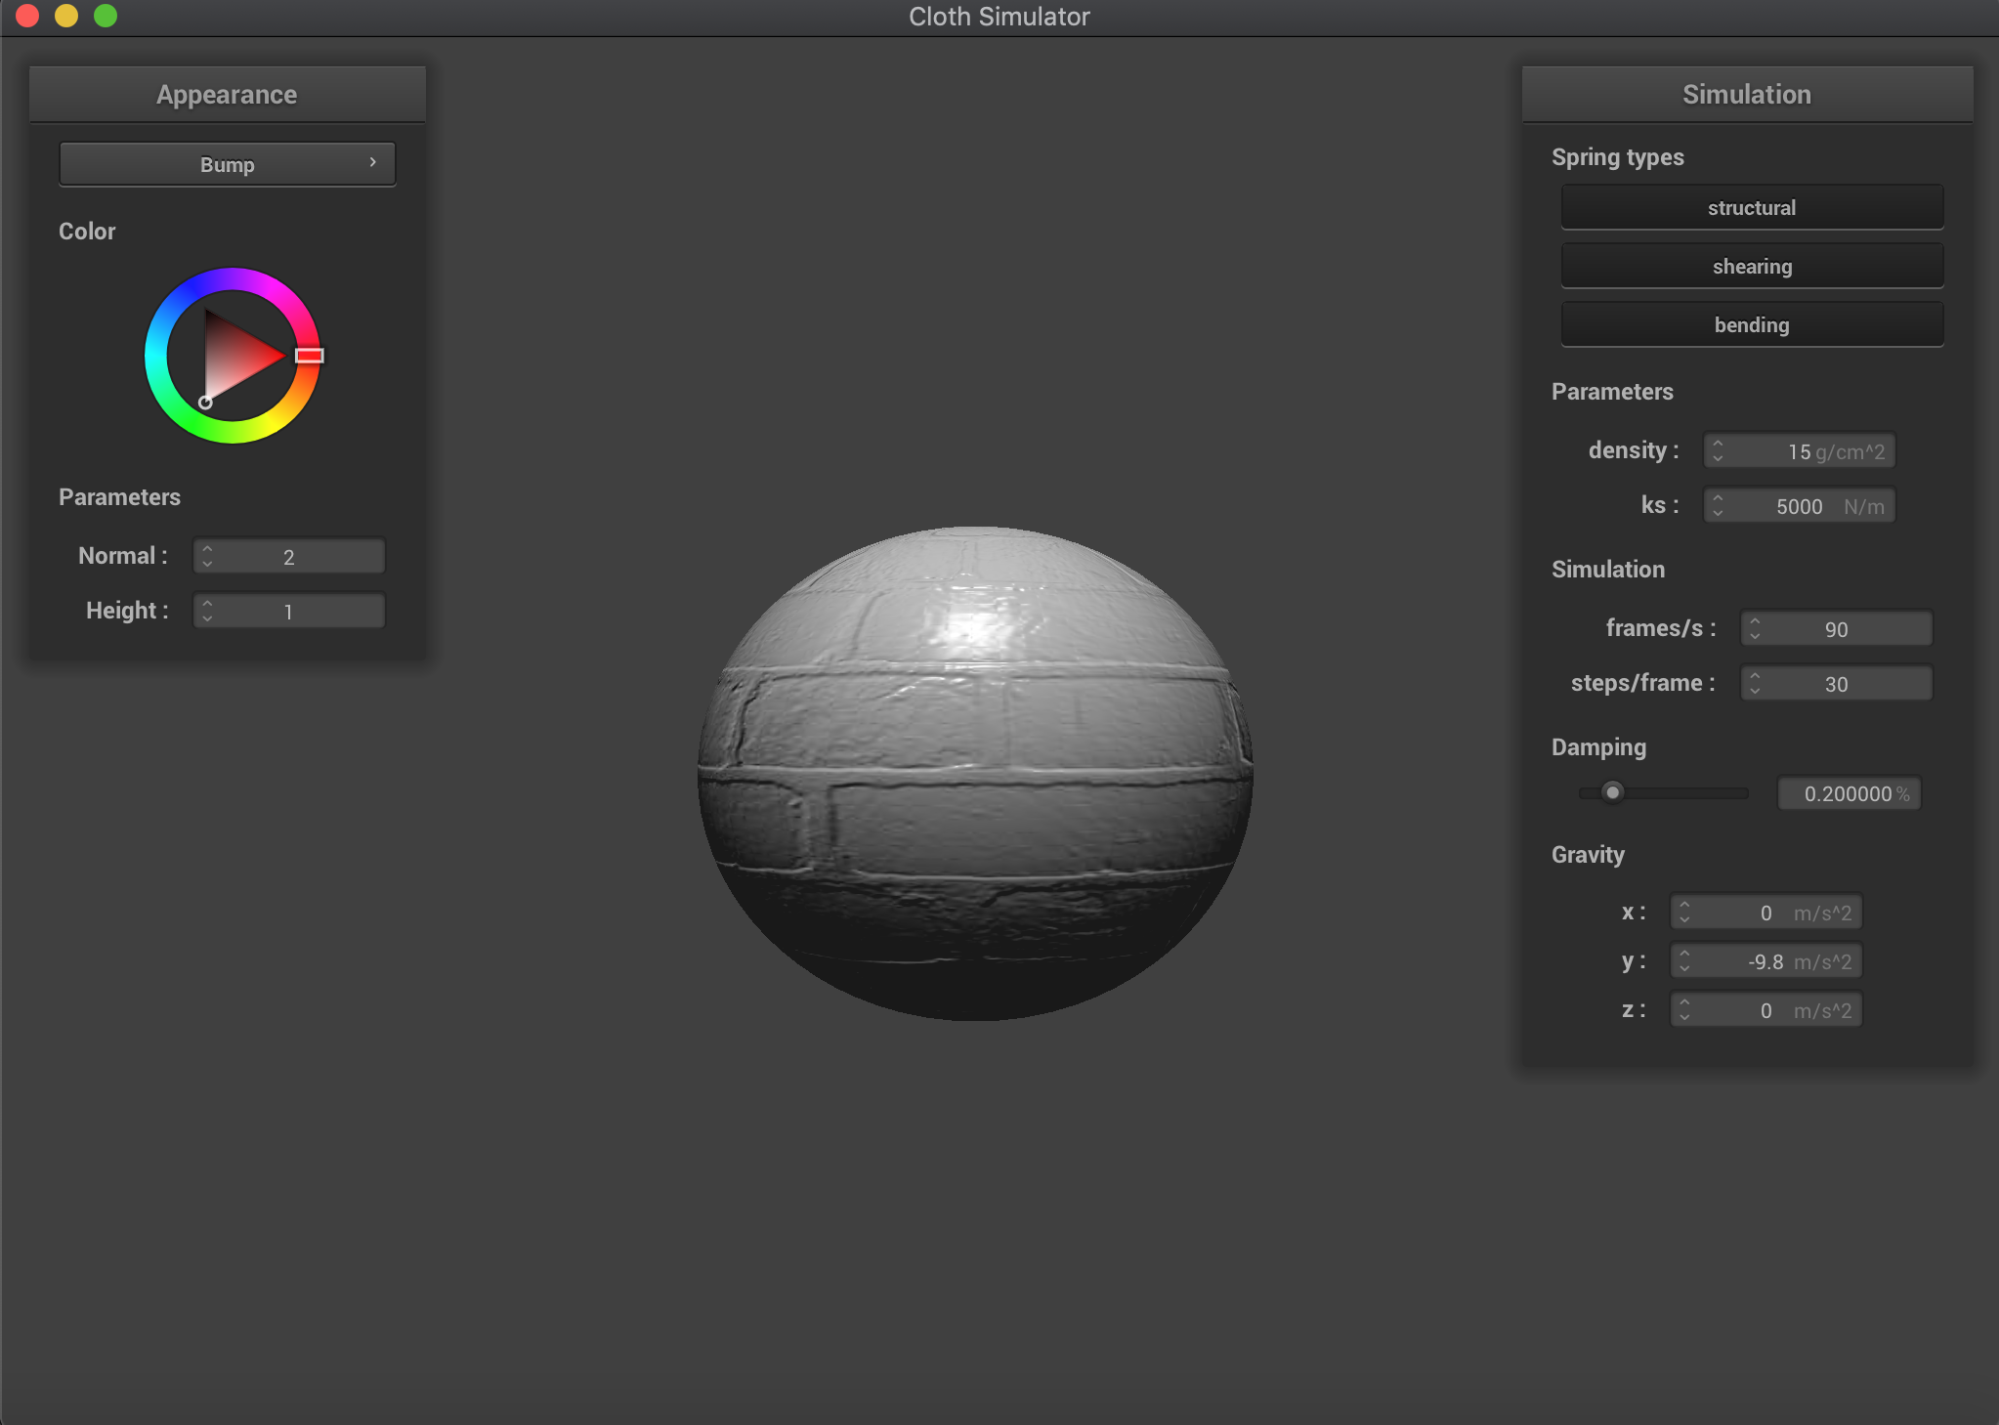 Cloth Simulator
Appearance
Bump
Color
Parameters
Normal : 2
Height : 1
Simulation
Spring types
structural
shearing
bending
Parameters
density : 15 g/cm^2
ks : 5000 N/m
Simulation
frames/s : 90
steps/frame : 30
Damping
0.200000 %
Gravity
x : 0 m/s^2
y : -9.8 m/s^2
z : 0 m/s^2